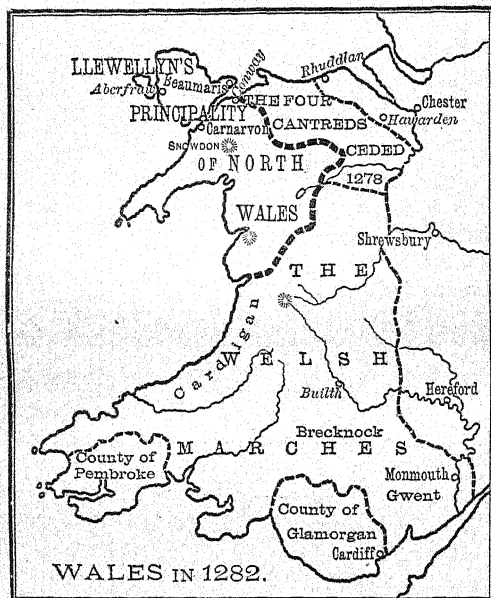 LLEWELLYN'S
Aberfraw
Beaumaris
Conway
Rhuddlan
Chester
Hawarden
PRINCIPALITY
THE FOUR
CANTREDS
CEDED
1278
Carnarvon
SNOWDON
OF NORTH
WALES
Shrewsbury
THE
Cardigan
WELSH
Builth
Hereford
Brecknock
MARCHES
County of
Pembroke
Monmouth
Gwent
County of
Glamorgan
Cardiff
WALES IN 1282.